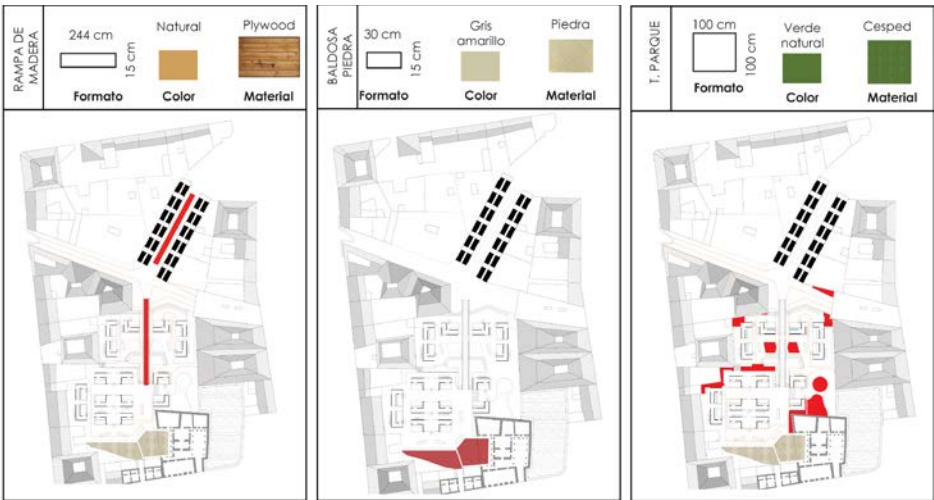 RAMPA DE
MADERA
244 cm
15 cm
Formato
Natural
Color
Plywood
Material
BALDOSA
PIEDRA
30 cm
15 cm
Formato
Gris
amarillo
Color
Piedra
Material
T. PARQUE
100 cm
100 cm
Formato
Verde
natural
Color
Cesped
Material